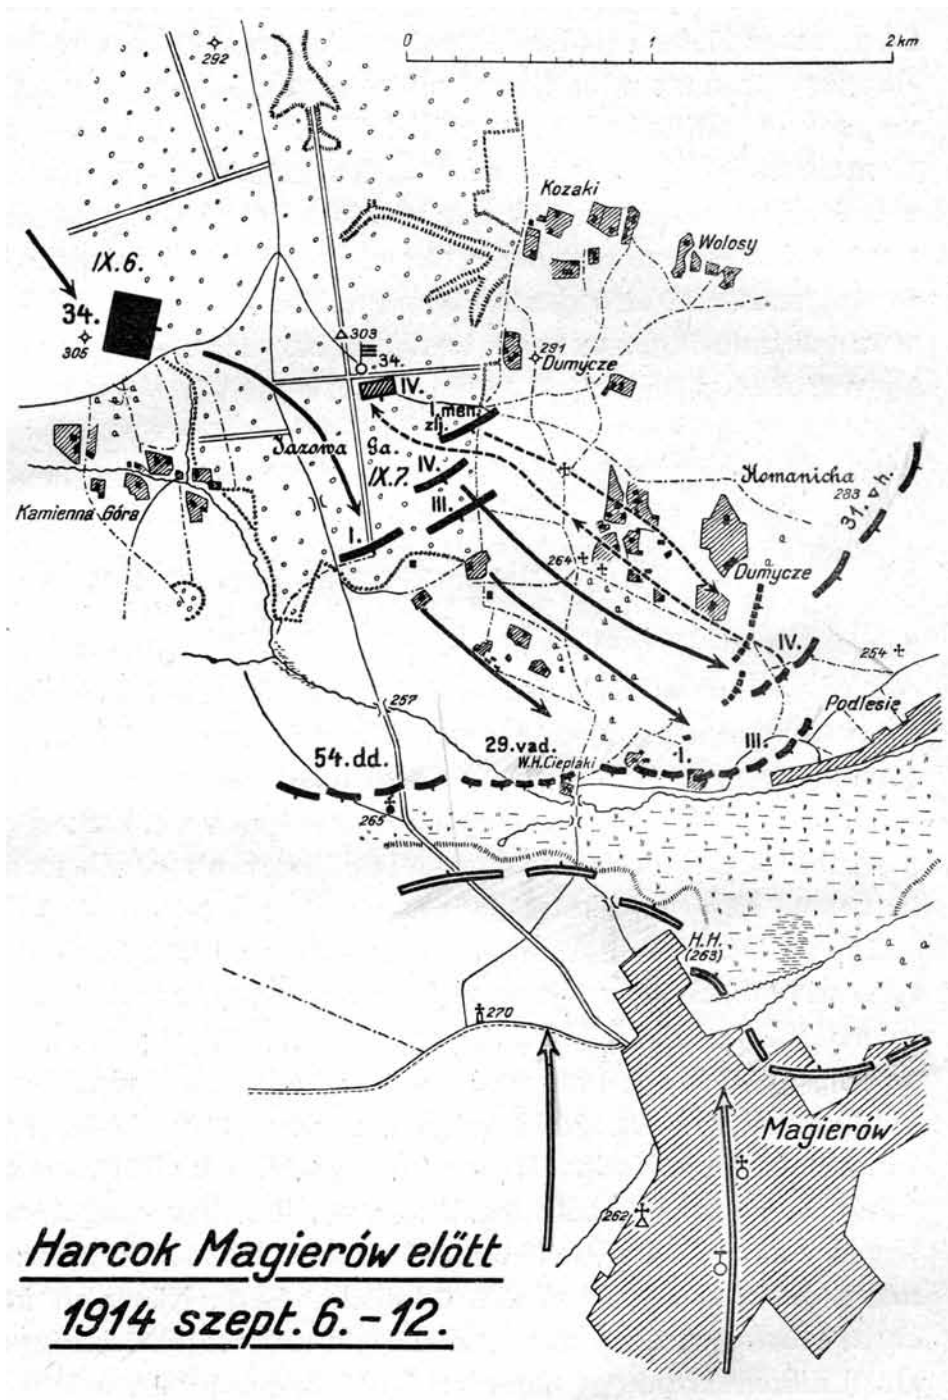 0 1 2 km
292
Kozaki
Wolosy
IX.6.
34.
305
303
34.
291
Dumycze
IV.
I. men.
zlj.
Jazowa Ga.
IX.7.
IV.
III.
I.
Komanicha
283
31. h.
Kamienna Góra
264
Dumycze
IV.
254
Podlesie
257
54. dd.
29. vad.
W.H. Cieplaki
I.
III.
265
H.H.
(263)
270
Magierów
262
Harcok Magierów előtt
1914 szept. 6.-12.